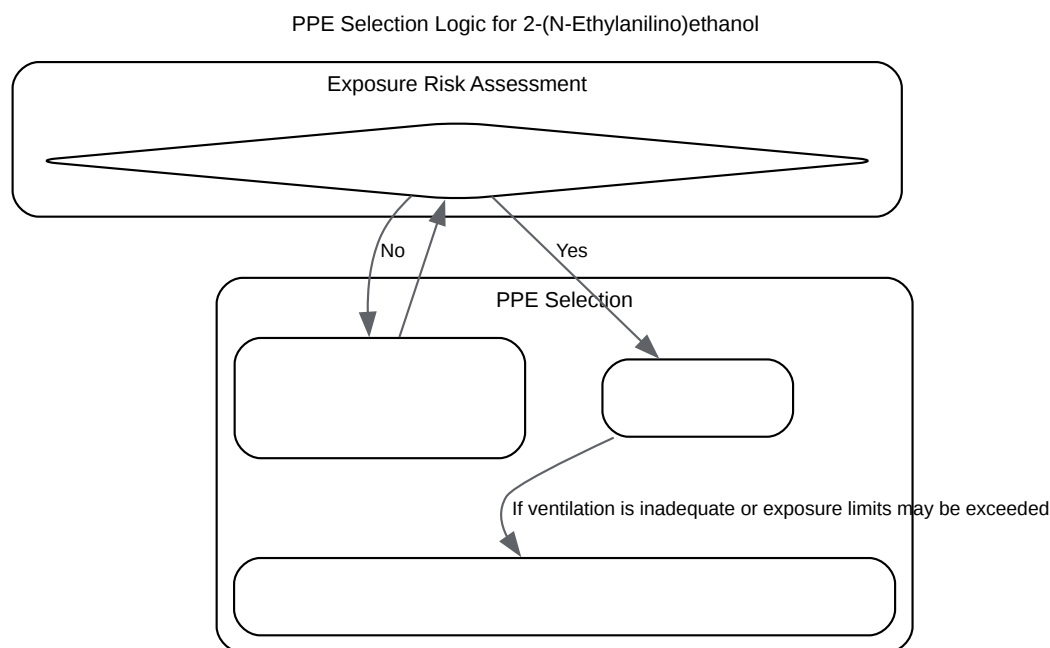 PPE Selection Logic for 2-(N-Ethylanilino)ethanol
Exposure Risk Assessment
No
Yes
PPE Selection
If ventilation is inadequate or exposure limits may be exceeded